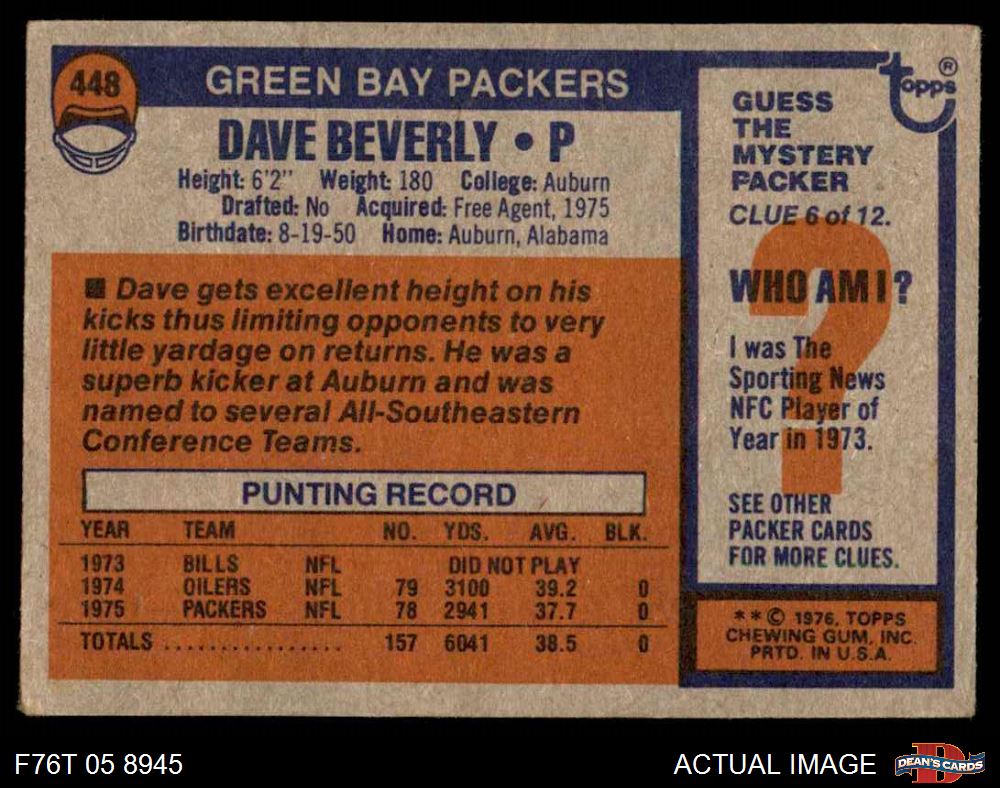 448
GREEN BAY PACKERS
DAVE BEVERLY • P
Height: 6'2" Weight: 180 College: Auburn
Drafted: No Acquired: Free Agent, 1975
Birthdate: 8-19-50 Home: Auburn, Alabama
■ Dave gets excellent height on his
kicks thus limiting opponents to very
little yardage on returns. He was a
superb kicker at Auburn and was
named to several All-Southeastern
Conference Teams.
PUNTING RECORD
YEAR TEAM NO. YDS. AVG. BLK.
1973 BILLS NFL DID NOT PLAY
1974 OILERS NFL 79 3100 39.2 0
1975 PACKERS NFL 78 2941 37.7 0
TOTALS ................ 157 6041 38.5 0
topps ®
GUESS
THE
MYSTERY
PACKER
CLUE 6 of 12.
?
WHO AM I?
I was The
Sporting News
NFC Player of
Year in 1973.
SEE OTHER
PACKER CARDS
FOR MORE CLUES.
**© 1976, TOPPS
CHEWING GUM, INC.
PRTD. IN U.S.A.
F76T 05 8945
ACTUAL IMAGE
D
DEAN'S CARDS